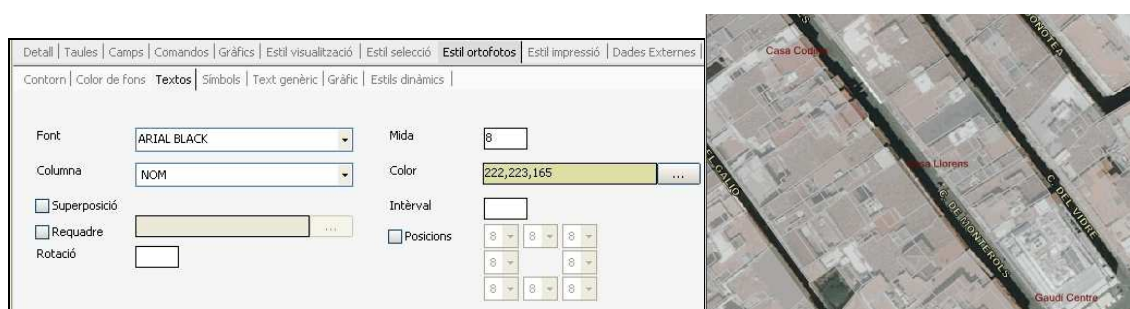 Detall | Taules | Camps | Comandos | Gràfics | Estil visualització | Estil selecció Estil ortofotos | Estil impressió | Dades Externes |
Contorn | Color de fons Textos | Símbols | Text genèric | Gràfic | Estils dinàmics |
Font ARIAL BLACK Mida 8
Columna NOM Color 222,223,165 ...
Superposició Intèrval
Requadre ... Posicions 8 8 8
Rotació 8 8
8 8 8
Casa Llorens
C. DEL VIDRE
C. DE MONTEROLS
Gaudí Centre